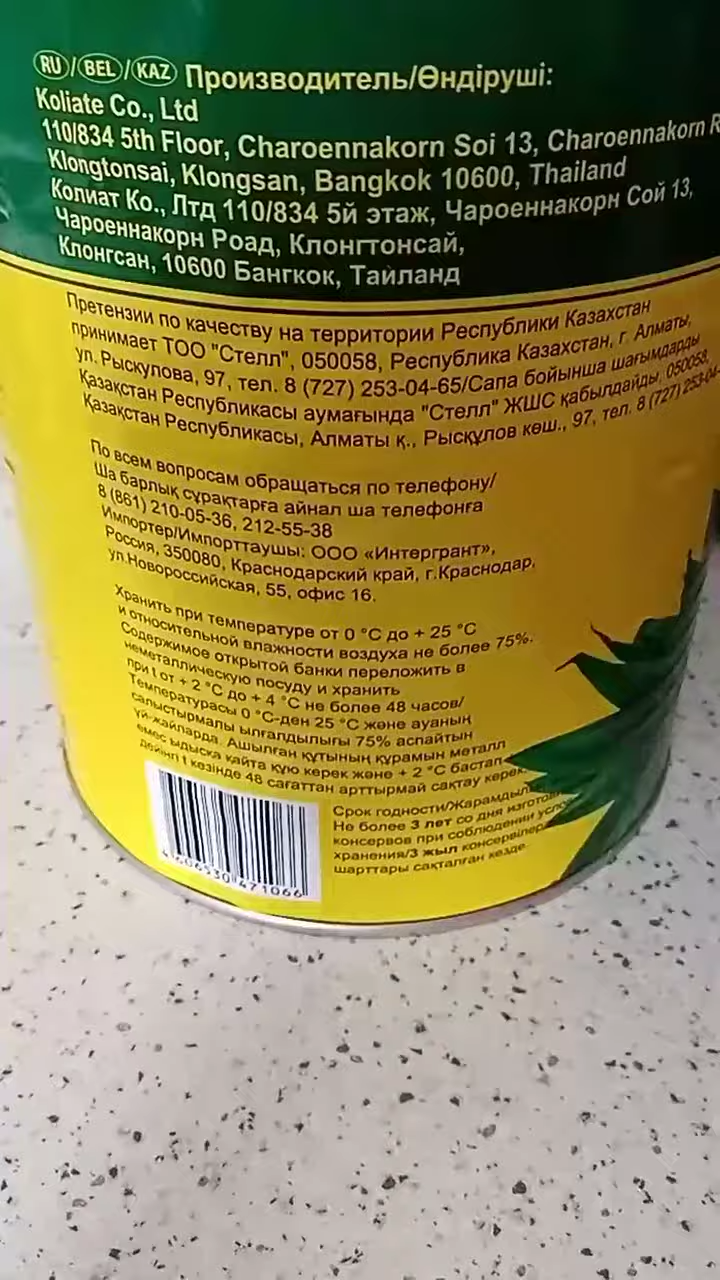 RU/BEL/KAZ Производитель/Өндіруші:
Koliate Co., Ltd
110/834 5th Floor, Charoennakorn Soi 13, Charoennakorn R
Klongtonsai, Klongsan, Bangkok 10600, Thailand
Колиат Ко., Лтд 110/834 5й этаж, Чароеннакорн Сой 13,
Чароеннакорн Роад, Клонгтонсай,
Клонгсан, 10600 Бангкок, Таиланд
Претензии по качеству на территории Республики Казахстан
принимает ТОО "Стелл", 050058, Республика Казахстан, г. Алматы,
ул. Рыскулова, 97, тел. 8 (727) 253-04-65/Сапа бойынша шағымдарды
Қазақстан Республикасы аумағында "Стелл" ЖШС қабылдайды, 050058,
Қазақстан Республикасы, Алматы қ., Рысқұлов көш., 97, тел. 8 (727) 253-04-
По всем вопросам обращаться по телефону/
Ша барлық сұрақтарға айнал ша телефонға
8 (861) 210-05-36, 212-55-38
Импортер/Импорттаушы: ООО «Интергрант»,
Россия, 350080, Краснодарский край, г.Краснодар,
ул.Новороссийская, 55, офис 16.
Хранить при температуре от 0 °C до + 25 °C
и относительной влажности воздуха не более 75%.
Содержимое открытой банки переложить в
неметаллическую посуду и хранить
при t от + 2 °C до + 4 °C не более 48 часов/
Температурасы 0 °C-ден 25 °C және ауаның
салыстырмалы ылғалдылығы 75% аспайтын
үй-жайларда. Ашылған құтының құрамын металл
емес ыдысқа қайта құю керек және + 2 °C бастап
дейінгі t кезінде 48 сағаттан арттырмай сақтау керек.
Срок годности/Жарамдыл
Не более 3 лет со дня изготов
консервов при соблюдении усло
хранения/3 жыл консервілер
шарттары сақталған кезде.
4606530 471066